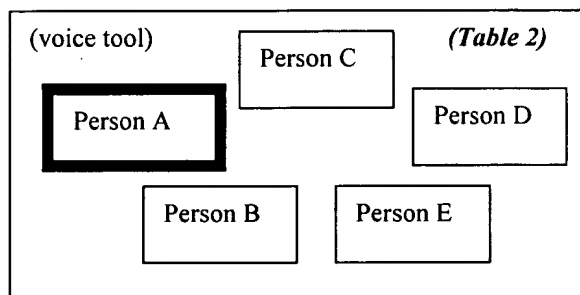 (voice tool)
Person C
(Table 2)
Person A
Person D
Person B
Person E